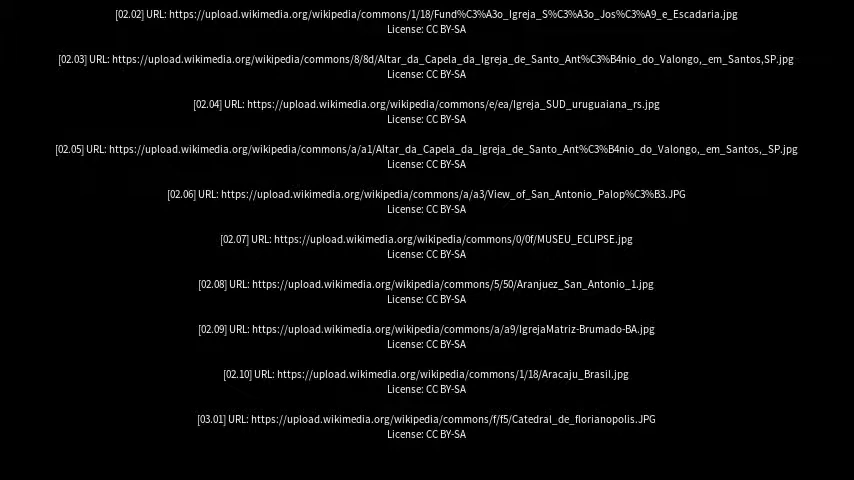 [02.02] URL: https://upload.wikimedia.org/wikipedia/commons/1/18/Fund%C3%A3o_Igreja_S%C3%A3o_Jos%C3%A9_e_Escadaria.jpg
License: CC BY-SA
[02.03] URL: https://upload.wikimedia.org/wikipedia/commons/8/8d/Altar_da_Capela_da_Igreja_de_Santo_Ant%C3%B4nio_do_Valongo,_em_Santos,SP.jpg
License: CC BY-SA
[02.04] URL: https://upload.wikimedia.org/wikipedia/commons/e/ea/Igreja_SUD_uruguaiana_rs.jpg
License: CC BY-SA
[02.05] URL: https://upload.wikimedia.org/wikipedia/commons/a/a1/Altar_da_Capela_da_Igreja_de_Santo_Ant%C3%B4nio_do_Valongo,_em_Santos,_SP.jpg
License: CC BY-SA
[02.06] URL: https://upload.wikimedia.org/wikipedia/commons/a/a3/View_of_San_Antonio_Palop%C3%B3.JPG
License: CC BY-SA
[02.07] URL: https://upload.wikimedia.org/wikipedia/commons/0/0f/MUSEU_ECLIPSE.jpg
License: CC BY-SA
[02.08] URL: https://upload.wikimedia.org/wikipedia/commons/5/50/Aranjuez_San_Antonio_1.jpg
License: CC BY-SA
[02.09] URL: https://upload.wikimedia.org/wikipedia/commons/a/a9/IgrejaMatriz-Brumado-BA.jpg
License: CC BY-SA
[02.10] URL: https://upload.wikimedia.org/wikipedia/commons/1/18/Aracaju_Brasil.jpg
License: CC BY-SA
[03.01] URL: https://upload.wikimedia.org/wikipedia/commons/f/f5/Catedral_de_florianopolis.JPG
License: CC BY-SA